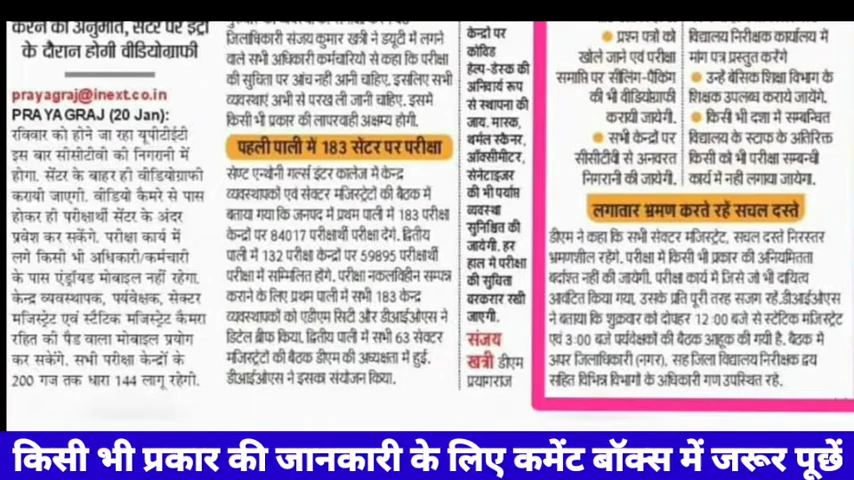 करने की अनुमति, सेंटर पर इंट्री
के दौरान होगी वीडियोग्राफी
prayagraj@inext.co.in
PRAYAGRAJ (20 Jan):
रविवार को होने जा रहा यूपीटीईटी
इस बार सीसीटीवी की निगरानी में
होगा. सेंटर के बाहर ही वीडियोग्राफी
करायी जाएगी. वीडियो कैमरे से पास
होकर ही परीक्षार्थी सेंटर के अंदर
प्रवेश कर सकेंगे. परीक्षा कार्य में
लगे किसी भी अधिकारी/कर्मचारी
के पास एंड्रॉयड मोबाइल नहीं रहेगा.
केन्द्र व्यवस्थापक, पर्यवेक्षक, सेक्टर
मजिस्ट्रेट एवं स्टैटिक मजिस्ट्रेट कैमरा
रहित की पैड वाला मोबाइल प्रयोग
कर सकेंगे. सभी परीक्षा केन्द्रों के
200 गज तक धारा 144 लागू रहेगी.
जिलाधिकारी संजय कुमार खत्री ने ड्यूटी में लगने
वाले सभी अधिकारी कर्मचारियों से कहा कि परीक्षा
की सुचिता पर आंच नही आनी चाहिए. इसलिए सभी
व्यवस्थाएं अभी से परख ली जानी चाहिए. इसमे
किसी भी प्रकार की लापरवाही अक्षम्य होगी.
पहली पाली में 183 सेंटर पर परीक्षा
सेण्ट एन्थोनी गर्ल्स इंटर कालेज में केन्द्र
व्यवस्थापकों एवं सेक्टर मजिस्ट्रेटों की बैठक में
बताया गया कि जनपद में प्रथम पाली में 183 परीक्षा
केन्द्रों पर 84017 परीक्षार्थी परीक्षा देंगे. द्वितीय
पाली में 132 परीक्षा केन्द्रों पर 59895 परीक्षार्थी
परीक्षा में सम्मिलित होंगे. परीक्षा नकलविहीन सम्पन्न
कराने के लिए प्रथम पाली में सभी 183 केन्द्र
व्यवस्थापकों को एडीएम सिटी और डीआईओएस ने
डिटेल ब्रीफ किया. द्वितीय पाली में सभी 63 सेक्टर
मजिस्ट्रेटों की बैठक डीएम की अध्यक्षता में हुई.
डीआईओएस ने इसका संयोजन किया.
केन्द्रों पर
कोविड
हेल्प-डेस्क की
अनिवार्य रूप
से स्थापना की
जाय. मास्क,
थर्मल स्कैनर,
ऑक्सीमीटर,
सेनेटाइजर
की भी पर्याप्त
व्यवस्था
सुनिश्चित की
जायेगी. हर
हाल में परीक्षा
की सुचिता
बरकरार रखी
जाएगी.
संजय
खत्री डीएम
प्रयागराज
● प्रश्न पत्रों को
खोले जाने एवं परीक्षा
समाप्ति पर सीलिंग-पैकिंग
की भी वीडियोग्राफी
करायी जायेगी.
● सभी केन्द्रों पर
सीसीटीवी से अनवरत
निगरानी की जायेगी.
विद्यालय निरीक्षक कार्यालय में
मांग पत्र प्रस्तुत करेंगे
● उन्हें बेसिक शिक्षा विभाग के
शिक्षक उपलब्ध कराये जायेंगे.
● किसी भी दशा में सम्बन्धित
विद्यालय के स्टाफ के अतिरिक्त
किसी को भी परीक्षा सम्बन्धी
कार्य में नही लगाया जायेगा.
लगातार भ्रमण करते रहें सचल दस्ते
डीएम ने कहा कि सभी सेक्टर मजिस्ट्रेट, सचल दस्ते निरन्तर
भ्रमणशील रहेंगे. परीक्षा में किसी भी प्रकार की अनियमितता
बर्दाश्त नही की जायेगी. परीक्षा कार्य में जिसे जो भी दायित्व
आवंटित किया गया, उसके प्रति पूरी तरह सजग रहें.डीआईओएस
ने बताया कि शुक्रवार को दोपहर 12:00 बजे से स्टैटिक मजिस्ट्रेट
एवं 3:00 बजे पर्यवेक्षकों की बैठक आहूत की गयी है. बैठक में
अपर जिलाधिकारी (नगर), सह जिला विद्यालय निरीक्षक द्वय
सहित विभिन्न विभागों के अधिकारी गण उपस्थित रहे.
किसी भी प्रकार की जानकारी के लिए कमेंट बॉक्स में जरूर पूछें